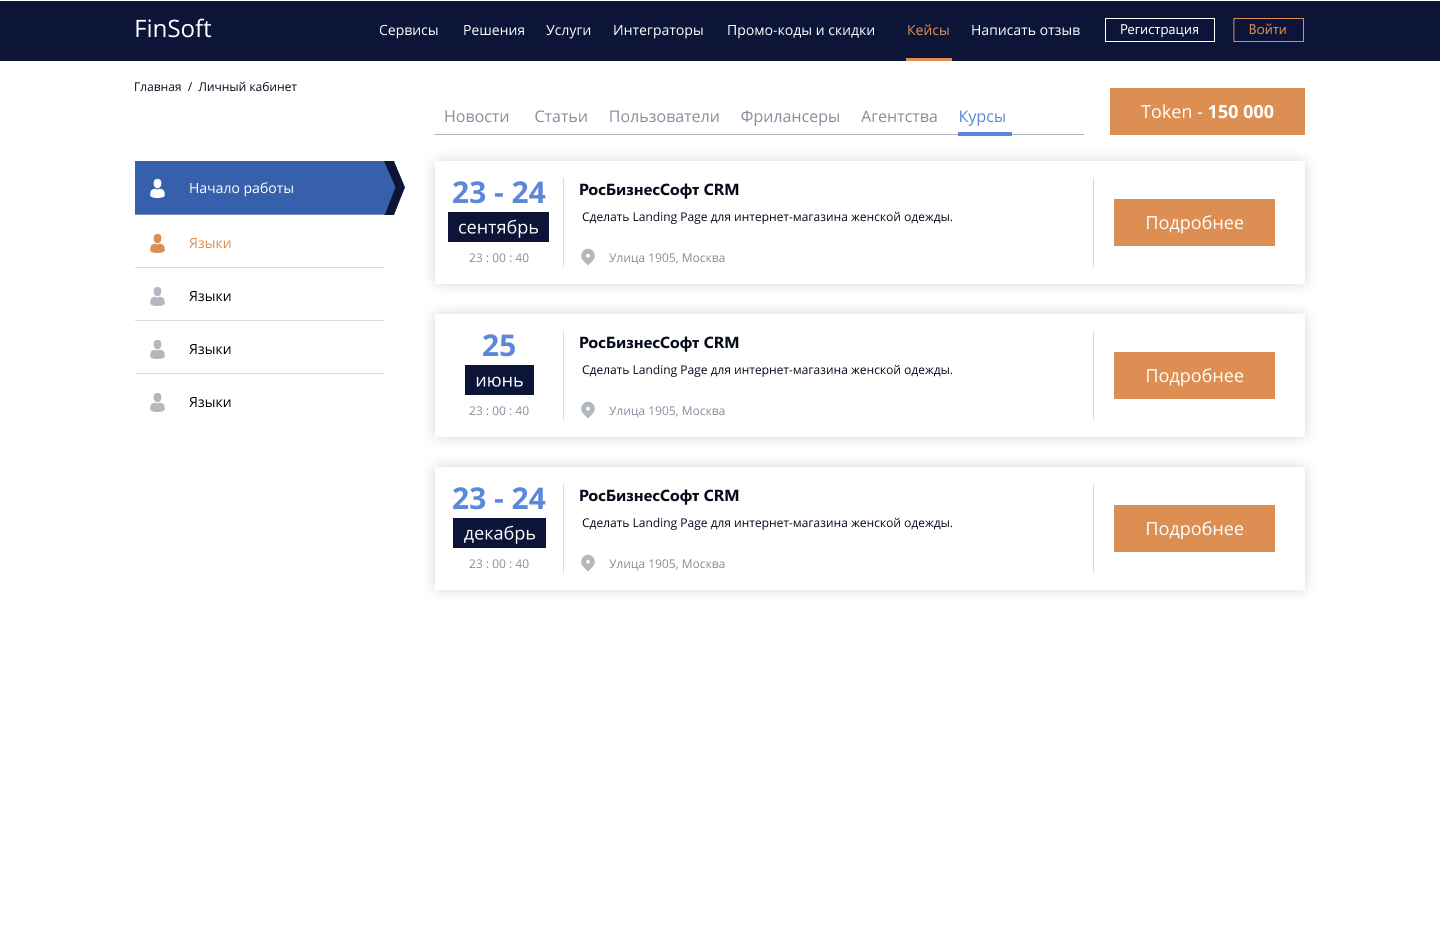 FinSoft
Сервисы Решения Услуги Интеграторы Промо-коды и скидки Кейсы Написать отзыв Регистрация Войти
Главная / Личный кабинет
Новости Статьи Пользователи Фрилансеры Агентства Курсы
Token - 150 000
Начало работы
Языки
Языки
Языки
Языки
23 - 24
сентябрь
23 : 00 : 40
РосБизнесСофт CRM
Сделать Landing Page для интернет-магазина женской одежды.
Улица 1905, Москва
Подробнее
25
июнь
23 : 00 : 40
РосБизнесСофт CRM
Сделать Landing Page для интернет-магазина женской одежды.
Улица 1905, Москва
Подробнее
23 - 24
декабрь
23 : 00 : 40
РосБизнесСофт CRM
Сделать Landing Page для интернет-магазина женской одежды.
Улица 1905, Москва
Подробнее